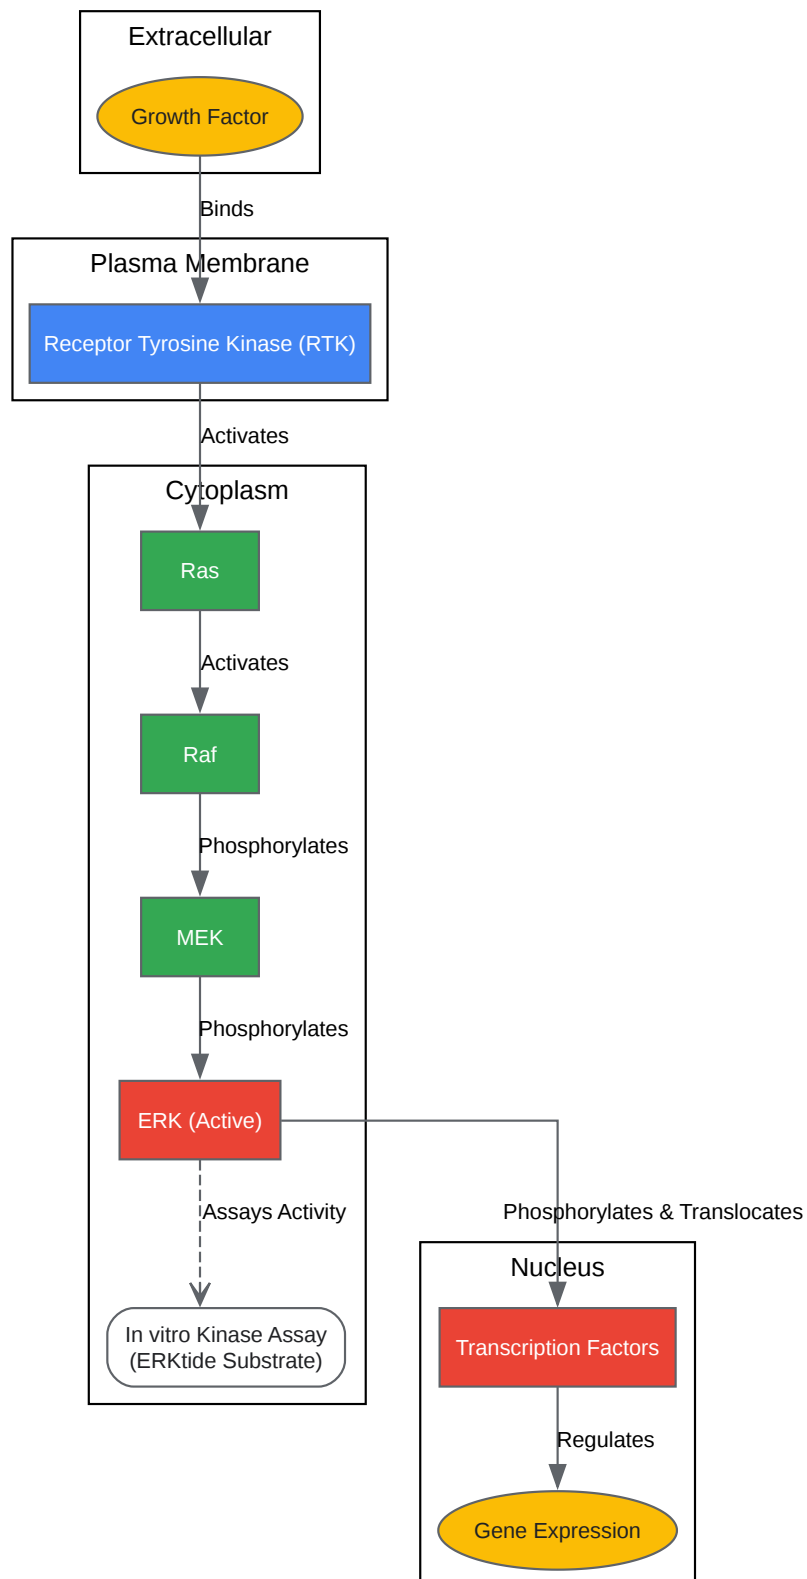 Extracellular
Growth Factor
Binds
Plasma Membrane
Receptor Tyrosine Kinase (RTK)
Activates
Cytoplasm
Ras
Activates
Raf
Phosphorylates
MEK
Phosphorylates
ERK (Active)
Assays Activity
Phosphorylates & Translocates
In vitro Kinase Assay
(ERKtide Substrate)
Nucleus
Transcription Factors
Regulates
Gene Expression